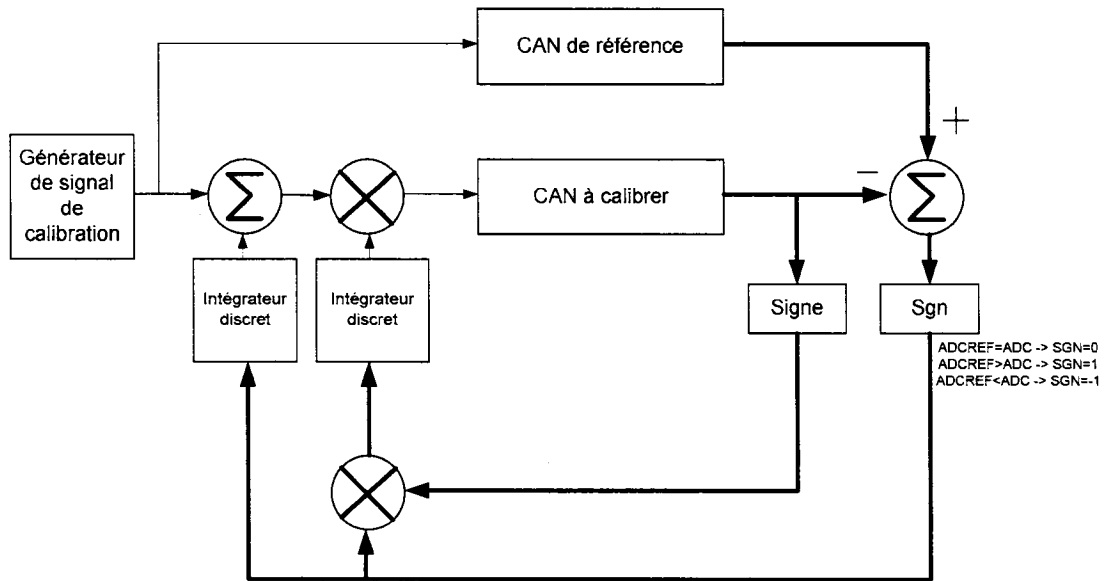 CAN de référence
+
Générateur
de signal
de
calibration
Σ
CAN à calibrer
−
Σ
Intégrateur
discret
Intégrateur
discret
Signe
Sgn
ADCREF=ADC -> SGN=0
ADCREF>ADC -> SGN=1
ADCREF<ADC -> SGN=-1